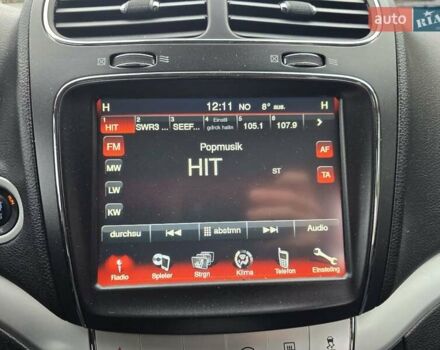 auto RIA
H 12:11 NO 8° aus. H
1 2 3 4 5 6
HIT SWR3 ... SEEF... Einstl gdrck haltn 105.1 107.9 >
FM Popmusik AF
MW HIT ST TA
LW
KW
durchsu abstmn Audio
Radio Spieler Strgn Klima Telefon Einstellng